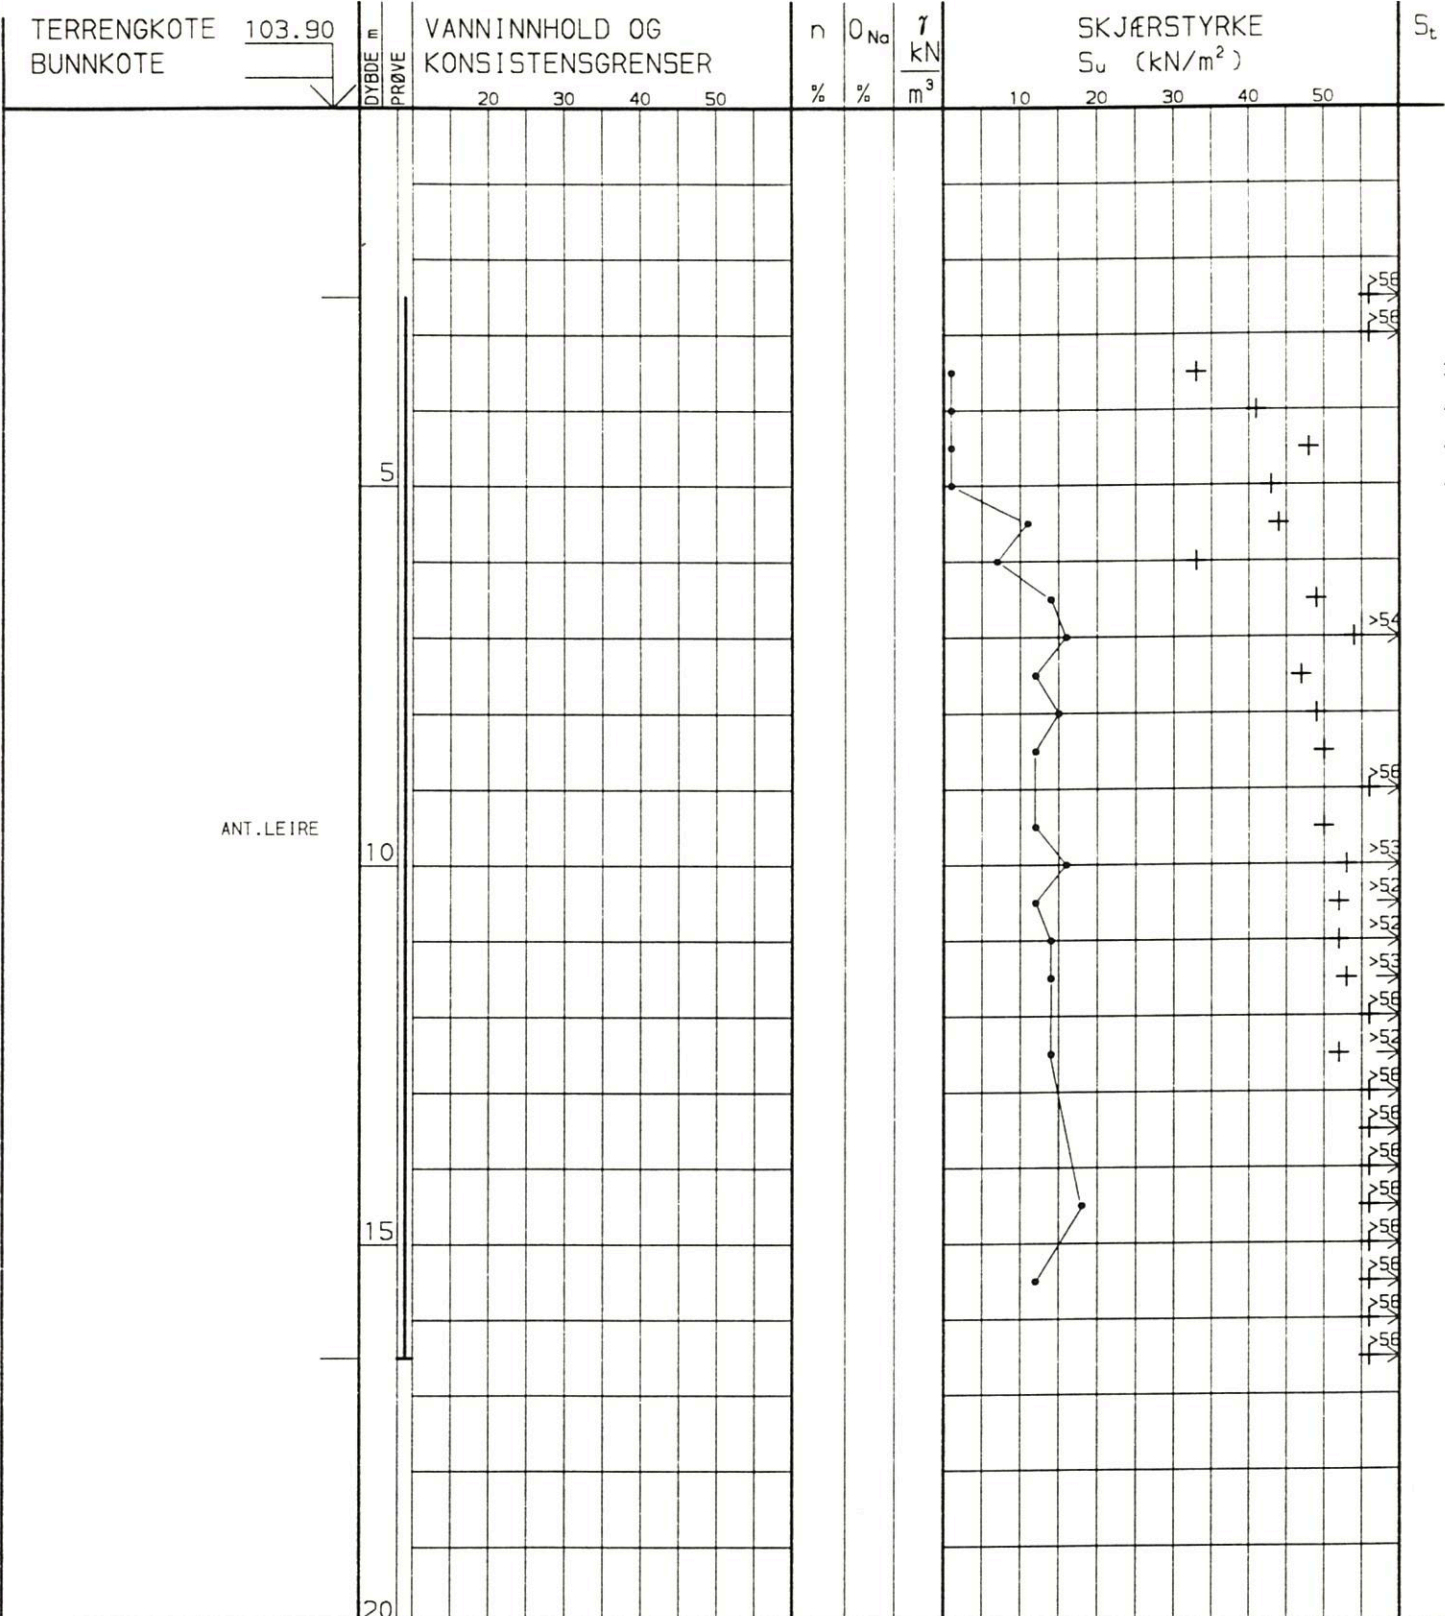 TERRENGKOTE 103.90
BUNNKOTE
DYBDE m
PRØVE
VANNINNHOLD OG
KONSISTENSGRENSER
20 30 40 50
n
%
O Na
%
γ
kN
m³
SKJÆRSTYRKE
Su (kN/m²)
10 20 30 40 50
St
>56
>56
5
>54
>56
ANT.LEIRE
10
>53
>52
>52
>53
>56
>52
>56
>56
>56
>56
15
>56
>56
>56
>56
20